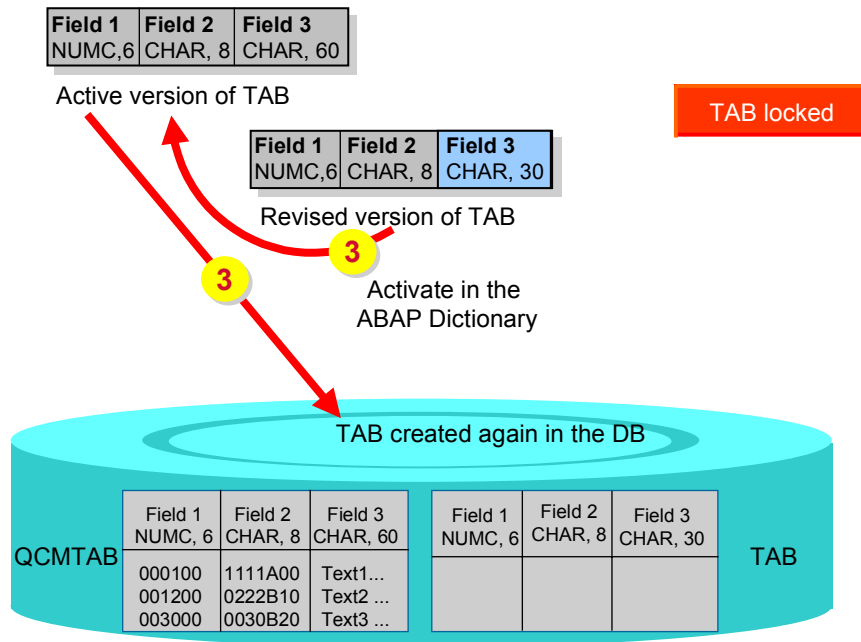 Field 1 Field 2 Field 3
NUMC,6 CHAR, 8 CHAR, 60
Active version of TAB
TAB locked
Field 1 Field 2 Field 3
NUMC,6 CHAR, 8 CHAR, 30
Revised version of TAB
3
3
Activate in the
ABAP Dictionary
TAB created again in the DB
QCMTAB
Field 1 Field 2 Field 3
NUMC, 6 CHAR, 8 CHAR, 60
000100 1111A00 Text1...
001200 0222B10 Text2 ...
003000 0030B20 Text3 ...
Field 1 Field 2 Field 3
NUMC, 6 CHAR, 8 CHAR, 30
TAB